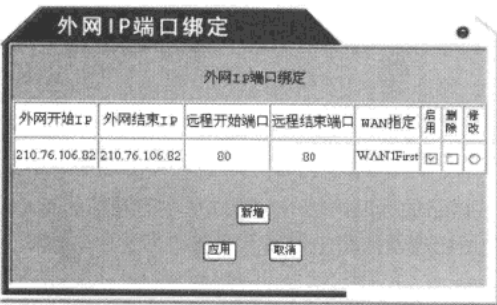 外网IP端口绑定
外网IP端口绑定
外网开始IP 外网结束IP 远程开始端口 远程结束端口 WAN指定 启用 删除 修改
210.76.106.82 210.76.106.82 80 80 WAN1First
新增
应用 取消